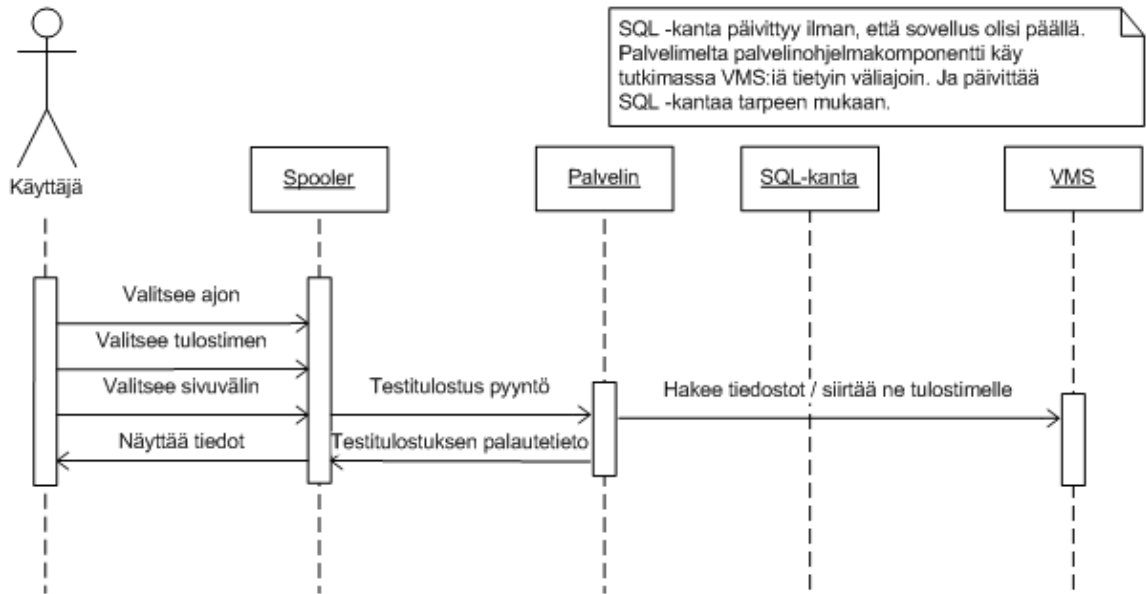 SQL -kanta päivittyy ilman, että sovellus olisi päällä.
Palvelimelta palvelinohjelmakomponentti käy
tutkimassa VMS:iä tietyin väliajoin. Ja päivittää
SQL -kantaa tarpeen mukaan.
Käyttäjä
Spooler
Palvelin
SQL-kanta
VMS
Valitsee ajon
Valitsee tulostimen
Valitsee sivuvälin
Testitulostus pyyntö
Hakee tiedostot / siirtää ne tulostimelle
Näyttää tiedot
Testitulostuksen palautetieto